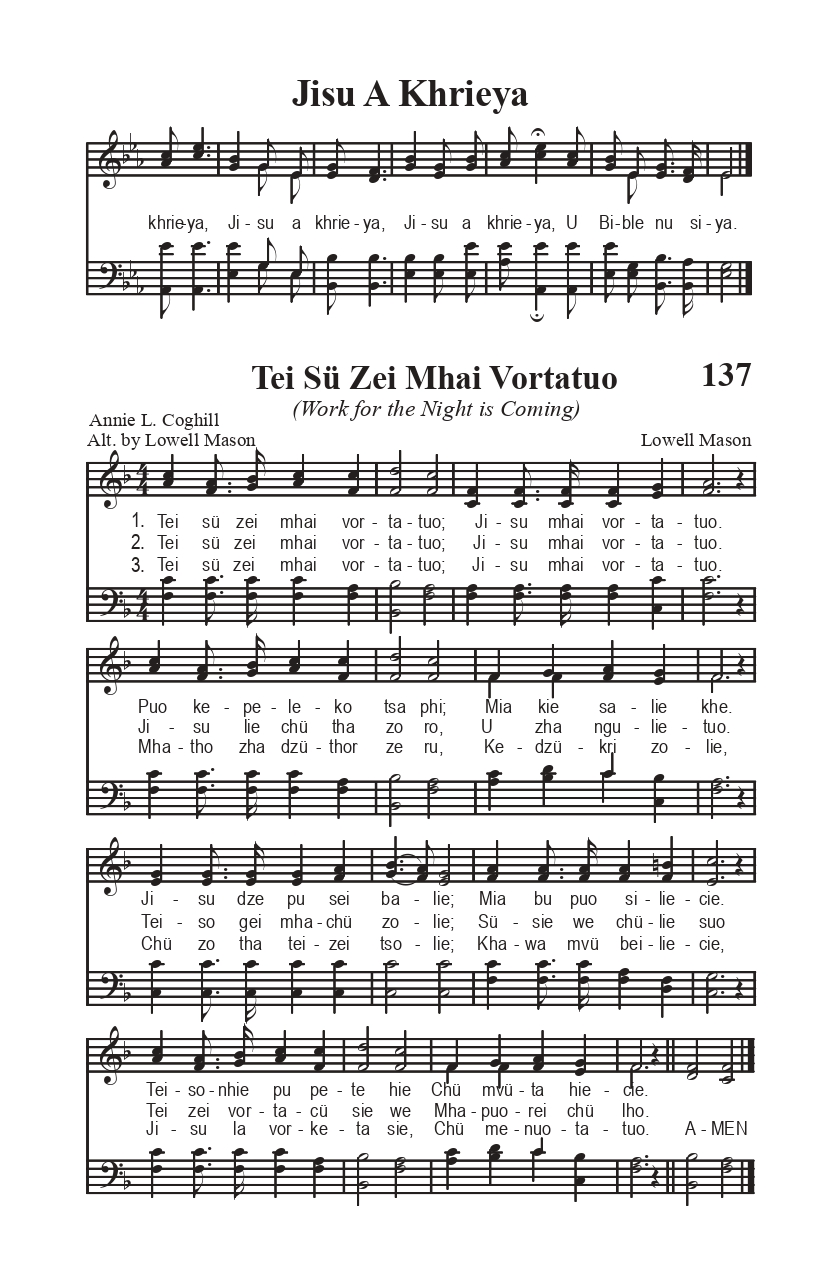 Jisu A Khrieya
khrie-ya, Ji - su a khrie - ya, Ji - su a khrie - ya, U Bi-ble nu si - ya.
Tei Sü Zei Mhai Vortatuo 137
(Work for the Night is Coming)
Annie L. Coghill
Alt. by Lowell Mason Lowell Mason
1. Tei sü zei mhai vor - ta - tuo; Ji - su mhai vor - ta - tuo.
2. Tei sü zei mhai vor - ta - tuo; Ji - su mhai vor - ta - tuo.
3. Tei sü zei mhai vor - ta - tuo; Ji - su mhai vor - ta - tuo.
Puo ke - pe - le - ko tsa phi; Mia kie sa - lie khe.
Ji - su lie chü tha zo ro, U zha ngu - lie - tuo.
Mha - tho zha dzü - thor ze ru, Ke - dzü - kri zo - lie,
Ji - su dze pu sei ba - lie; Mia bu puo si - lie - cie.
Tei - so gei mha - chü zo - lie; Sü - sie we chü - lie suo
Chü zo tha tei - zei tso - lie; Kha - wa mvü bei - lie - cie,
Tei - so - nhie pu pe - te hie Chü mvü - ta hie - cie.
Tei zei vor - ta - cü sie we Mha - puo - rei chü lho.
Ji - su la vor - ke - ta sie, Chü me - nuo - ta - tuo. A - MEN